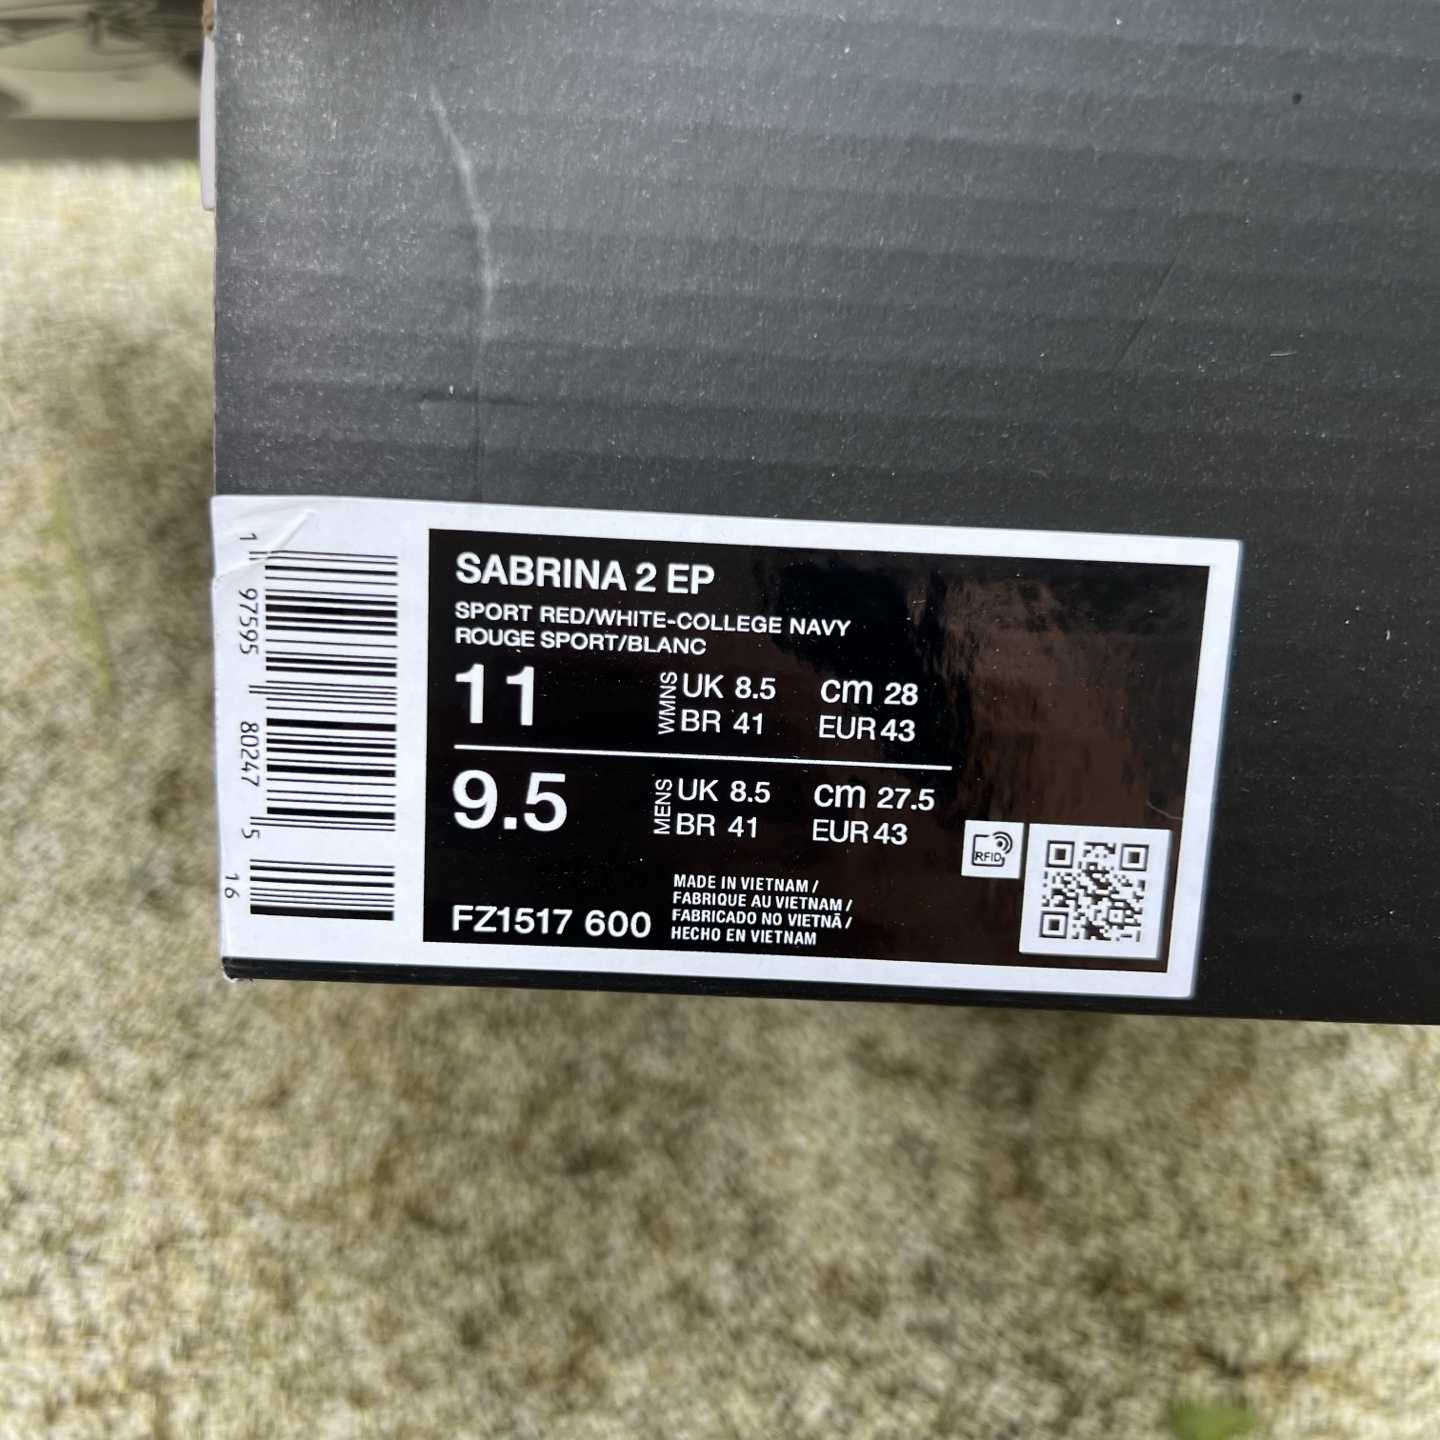 SABRINA 2 EP
SPORT RED/WHITE-COLLEGE NAVY
ROUGE SPORT/BLANC
11 WMNS UK 8.5 cm 28
BR 41 EUR 43
9.5 MENS UK 8.5 cm 27.5
BR 41 EUR 43
FZ1517 600
MADE IN VIETNAM /
FABRIQUE AU VIETNAM /
FABRICADO NO VIETNÃ /
HECHO EN VIETNAM
RFID
1 97595 80247 5 16